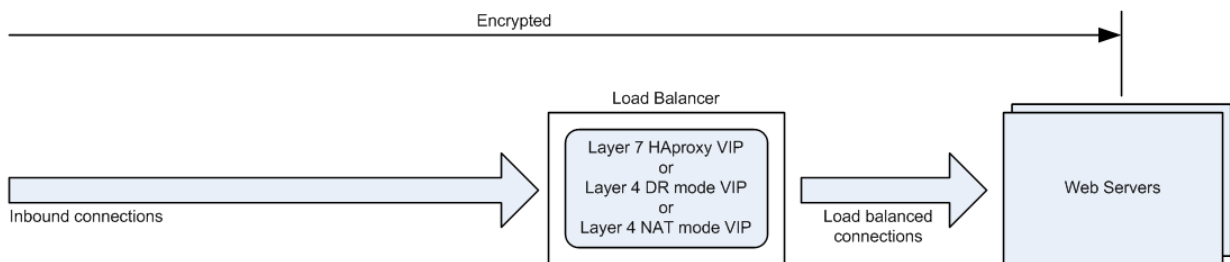 Encrypted
Load Balancer
Layer 7 HAproxy VIP
or
Layer 4 DR mode VIP
or
Layer 4 NAT mode VIP
Inbound connections
Load balanced
connections
Web Servers